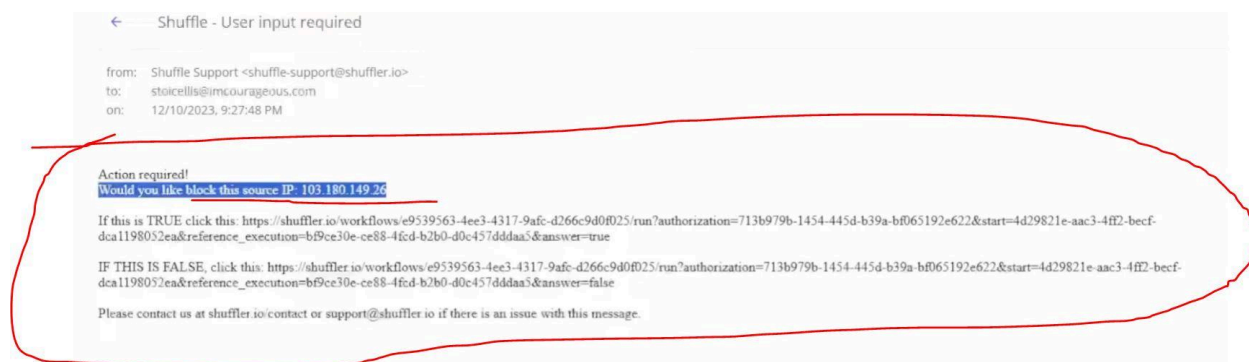 ← Shuffle - User input required
from: Shuffle Support <shuffle-support@shuffler.io>
to: stoicellis@imcourageous.com
on: 12/10/2023, 9:27:48 PM
Action required!
Would you like block this source IP: 103.180.149.26
If this is TRUE click this: https://shuffler.io/workflows/e9539563-4ee3-4317-9afc-d266c9d0f025/run?authorization=713b979b-1454-445d-b39a-bf065192e622&start=4d29821e-aac3-4ff2-becf-
dca1198052ea&reference_execution=bf9ce30e-ce88-4fcd-b2b0-d0c457dddaa5&answer=true
IF THIS IS FALSE, click this: https://shuffler.io/workflows/e9539563-4ee3-4317-9afc-d266c9d0f025/run?authorization=713b979b-1454-445d-b39a-bf065192e622&start=4d29821e-aac3-4ff2-becf-
dca1198052ea&reference_execution=bf9ce30e-ce88-4fcd-b2b0-d0c457dddaa5&answer=false
Please contact us at shuffler.io/contact or support@shuffler.io if there is an issue with this message.